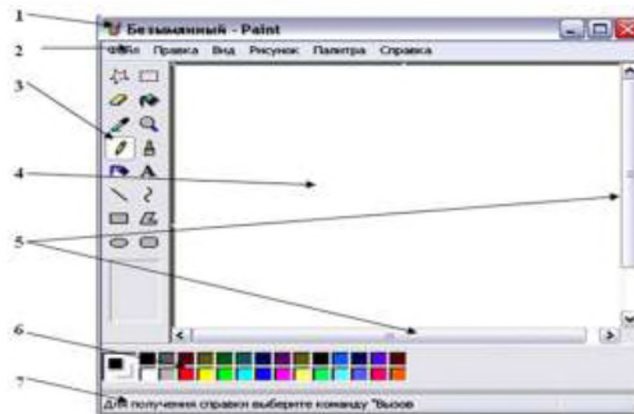 1
Безымянный - Paint
2
Файл Правка Вид Рисунок Палитра Справка
3
A
4
5
6
7
Для получения справки выберите команду "Вызов